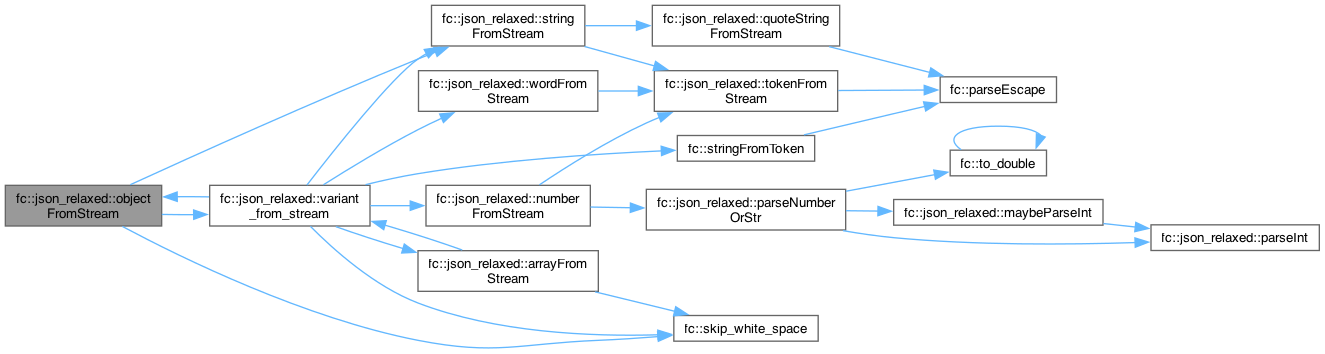 fc::json_relaxed::object
FromStream
fc::json_relaxed::variant
_from_stream
fc::json_relaxed::string
FromStream
fc::json_relaxed::wordFrom
Stream
fc::json_relaxed::number
FromStream
fc::json_relaxed::arrayFrom
Stream
fc::json_relaxed::quoteString
FromStream
fc::json_relaxed::tokenFrom
Stream
fc::stringFromToken
fc::json_relaxed::parseNumber
OrStr
fc::skip_white_space
fc::parseEscape
fc::to_double
fc::json_relaxed::maybeParseInt
fc::json_relaxed::parseInt